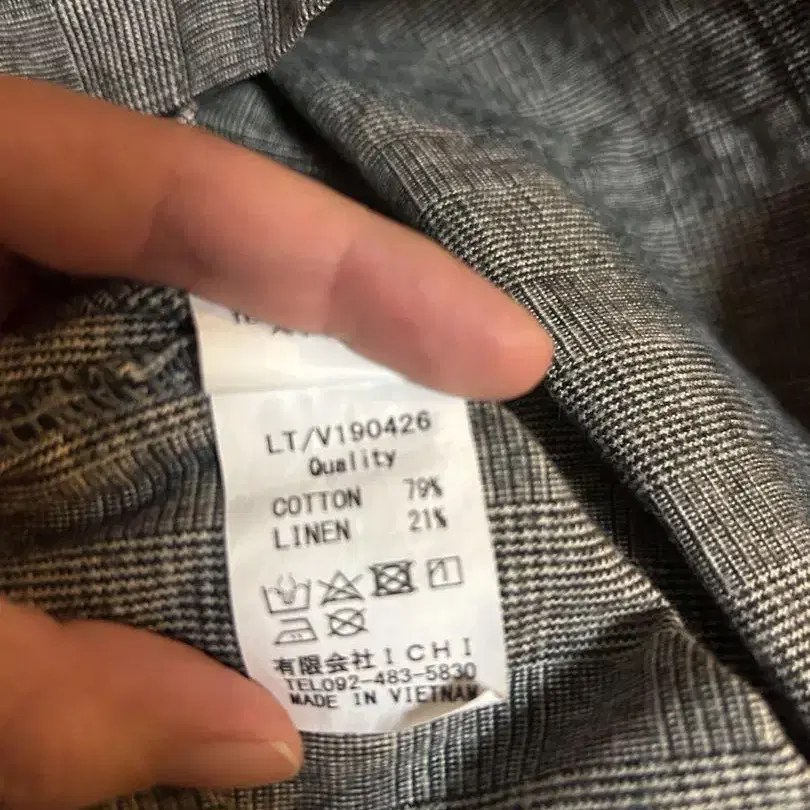 LT/V190426
Quality
COTTON 79%
LINEN 21%
有限会社ICHI
TEL092-483-5830
MADE IN VIETNAM